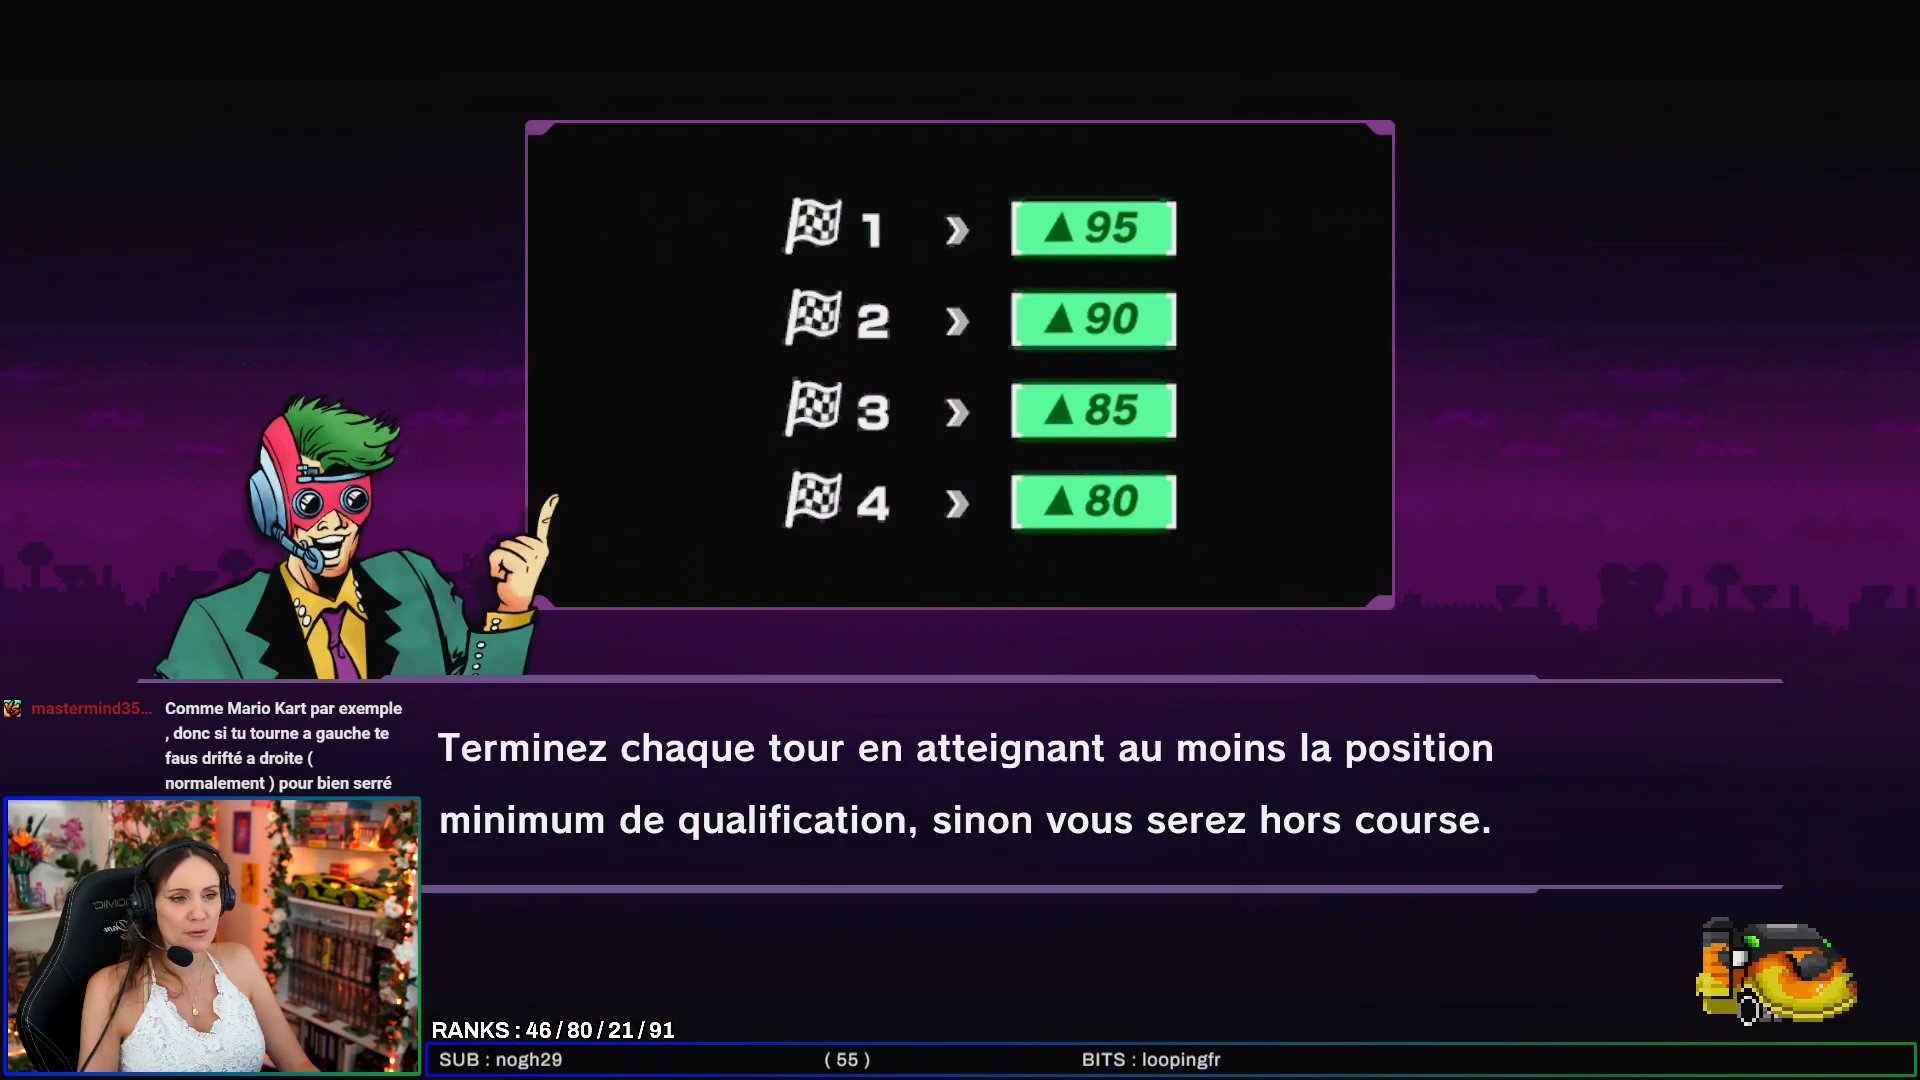 1 ▲95
2 ▲90
3 ▲85
4 ▲80
mastermind35... Comme Mario Kart par exemple
, donc si tu tourne a gauche te
faus drifté a droite (
normalement ) pour bien serré
Terminez chaque tour en atteignant au moins la position
minimum de qualification, sinon vous serez hors course.
RANKS : 46 / 80 / 21 / 91
SUB : nogh29 ( 55 ) BITS : loopingfr